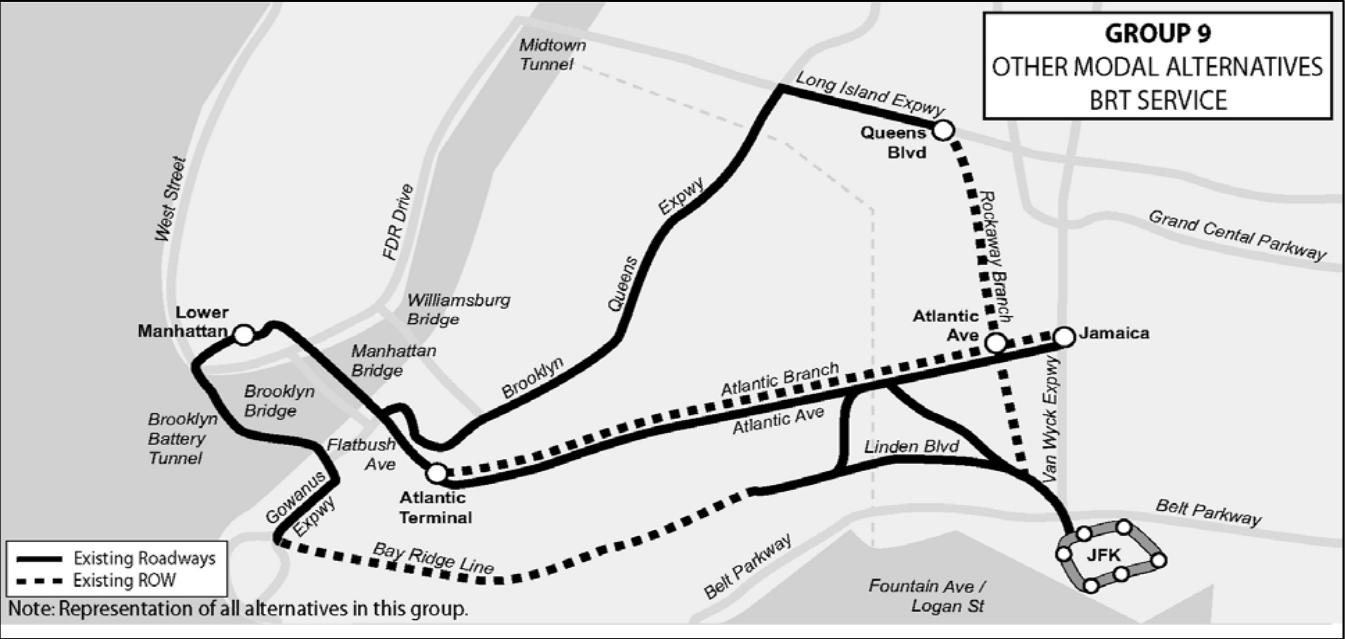 GROUP 9
OTHER MODAL ALTERNATIVES
BRT SERVICE
Midtown
Tunnel
Long Island Expwy
Queens
Blvd
West Street
FDR Drive
Expwy
Queens
Brooklyn
Rockaway Branch
Grand Cental Parkway
Williamsburg
Bridge
Lower
Manhattan
Manhattan
Bridge
Atlantic
Ave
Jamaica
Brooklyn
Bridge
Atlantic Branch
Atlantic Ave
Van Wyck Expwy
Brooklyn
Battery
Tunnel
Flatbush
Ave
Linden Blvd
Atlantic
Terminal
Gowanus
Expwy
Bay Ridge Line
Belt Parkway
Belt Parkway
JFK
Fountain Ave /
Logan St
Existing Roadways
Existing ROW
Note: Representation of all alternatives in this group.